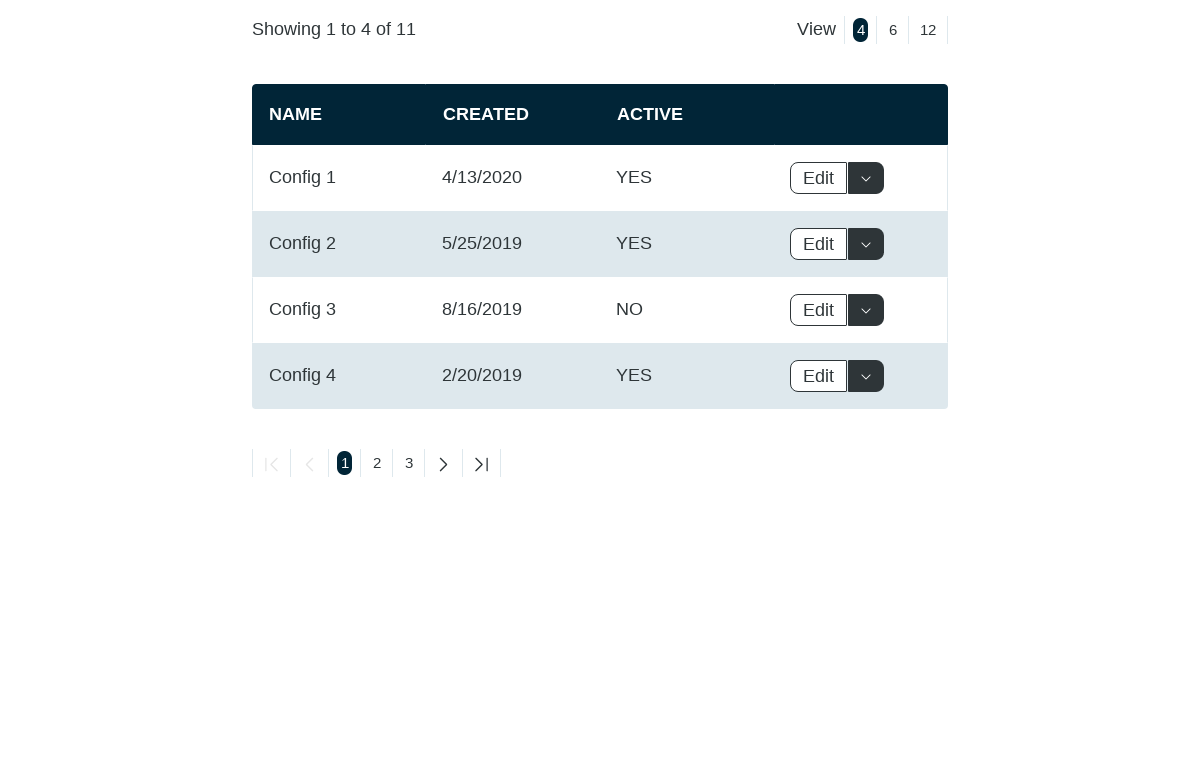 Showing 1 to 4 of 11 View 4 6 12
NAME CREATED ACTIVE
Config 1 4/13/2020 YES Edit
Config 2 5/25/2019 YES Edit
Config 3 8/16/2019 NO Edit
Config 4 2/20/2019 YES Edit
1 2 3